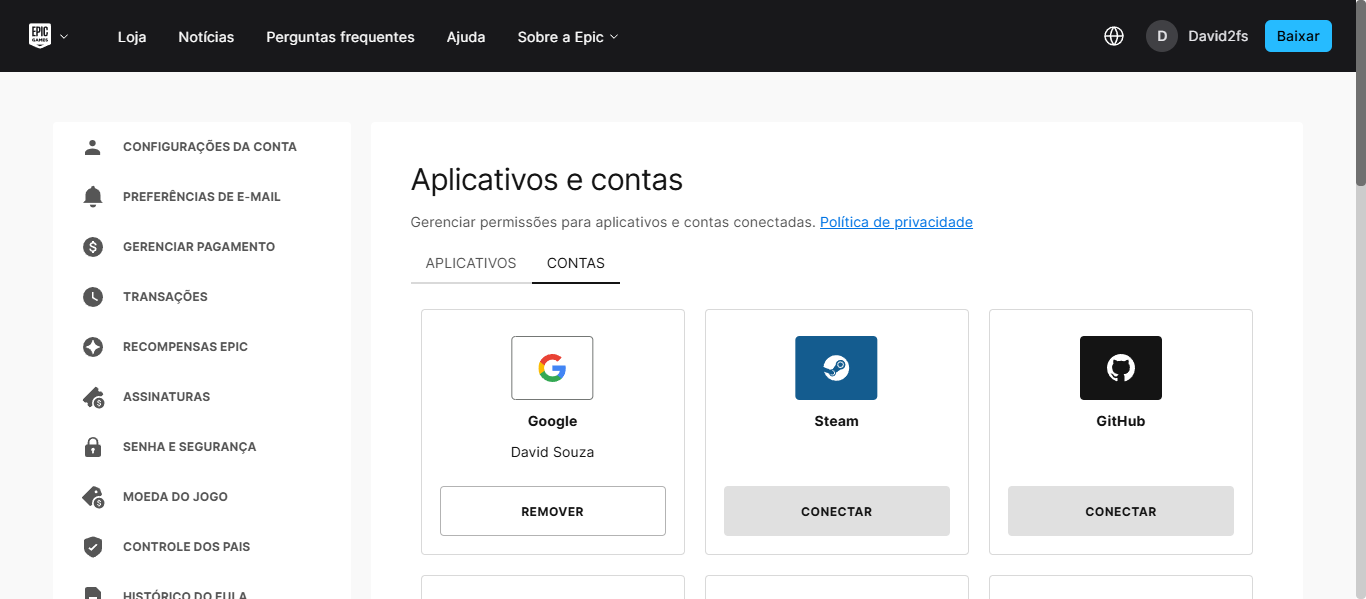 EPIC GAMES
Loja
Notícias
Perguntas frequentes
Ajuda
Sobre a Epic
D
David2fs
Baixar
CONFIGURAÇÕES DA CONTA
PREFERÊNCIAS DE E-MAIL
GERENCIAR PAGAMENTO
TRANSAÇÕES
RECOMPENSAS EPIC
ASSINATURAS
SENHA E SEGURANÇA
MOEDA DO JOGO
CONTROLE DOS PAIS
HISTÓRICO DO EULA
Aplicativos e contas
Gerenciar permissões para aplicativos e contas conectadas. Política de privacidade
APLICATIVOS
CONTAS
Google
David Souza
REMOVER
Steam
CONECTAR
GitHub
CONECTAR